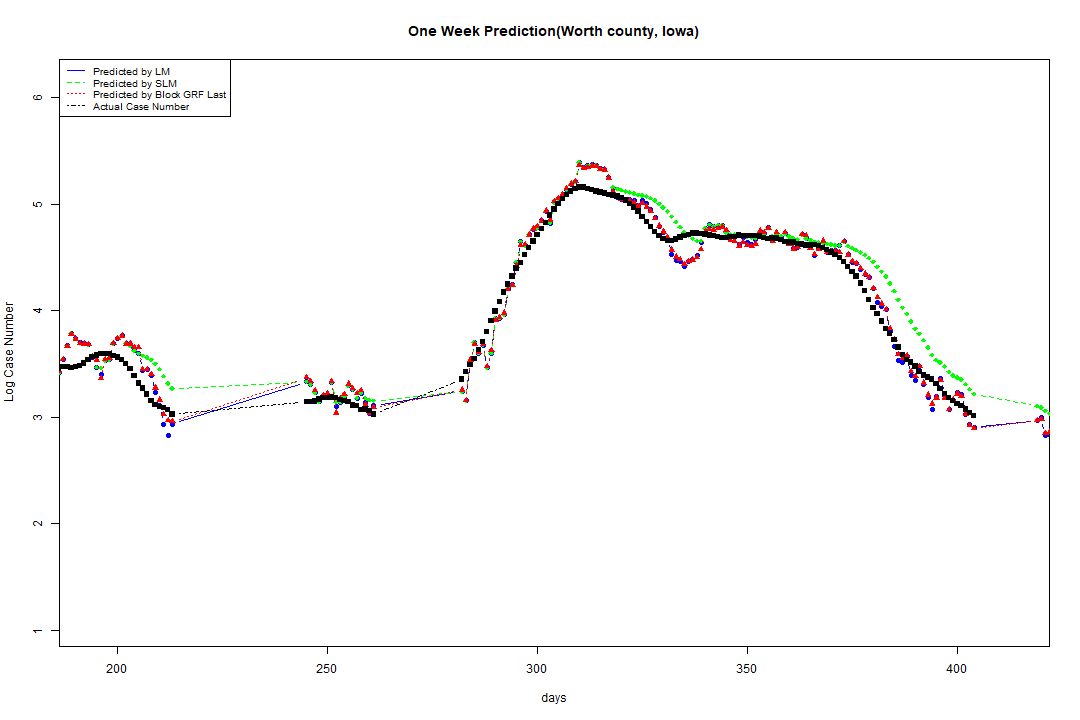 One Week Prediction(Worth county, Iowa)
Predicted by LM
Predicted by SLM
Predicted by Block GRF Last
Actual Case Number
Log Case Number
6
5
4
3
2
1
200 250 300 350 400
days